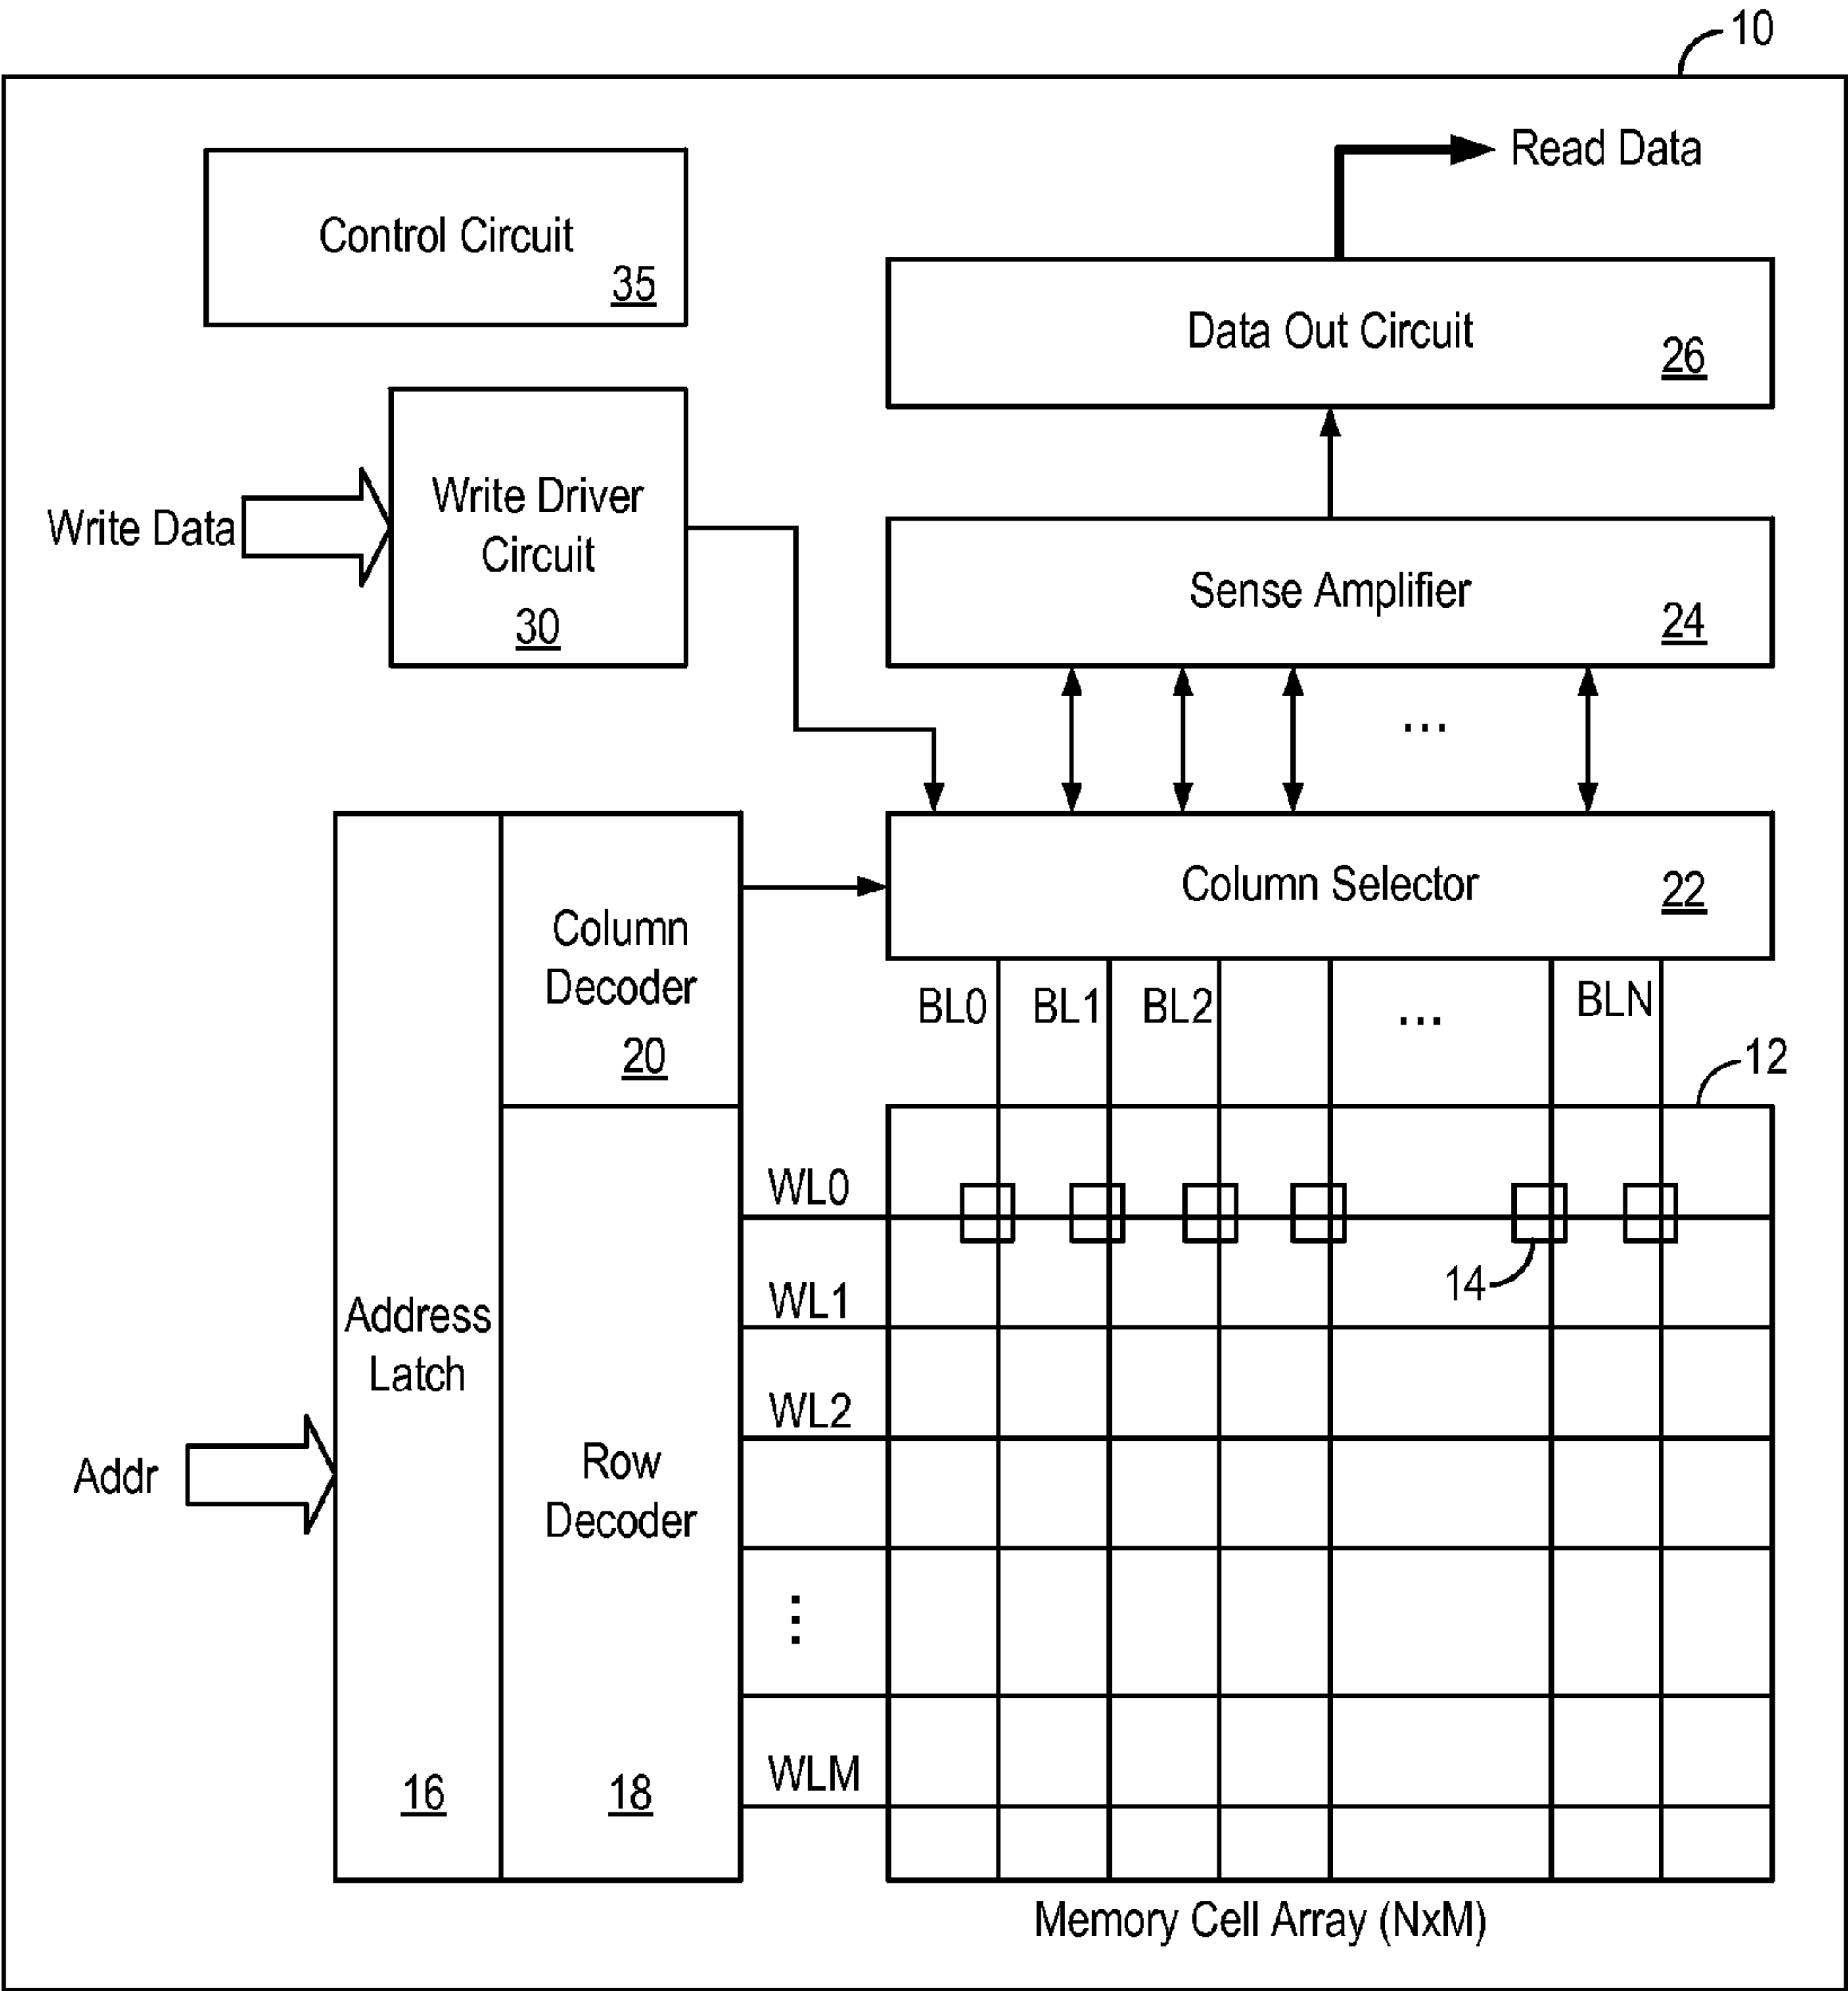 10
Read Data
Control Circuit
35
Data Out Circuit
26
Write Data
Write Driver
Circuit
30
Sense Amplifier
24
...
Column Selector
22
Column
Decoder
20
BL0
BL1
BL2
...
BLN
12
WL0
14
WL1
Address
Latch
WL2
Addr
Row
Decoder
...
WLM
16
18
Memory Cell Array (NxM)